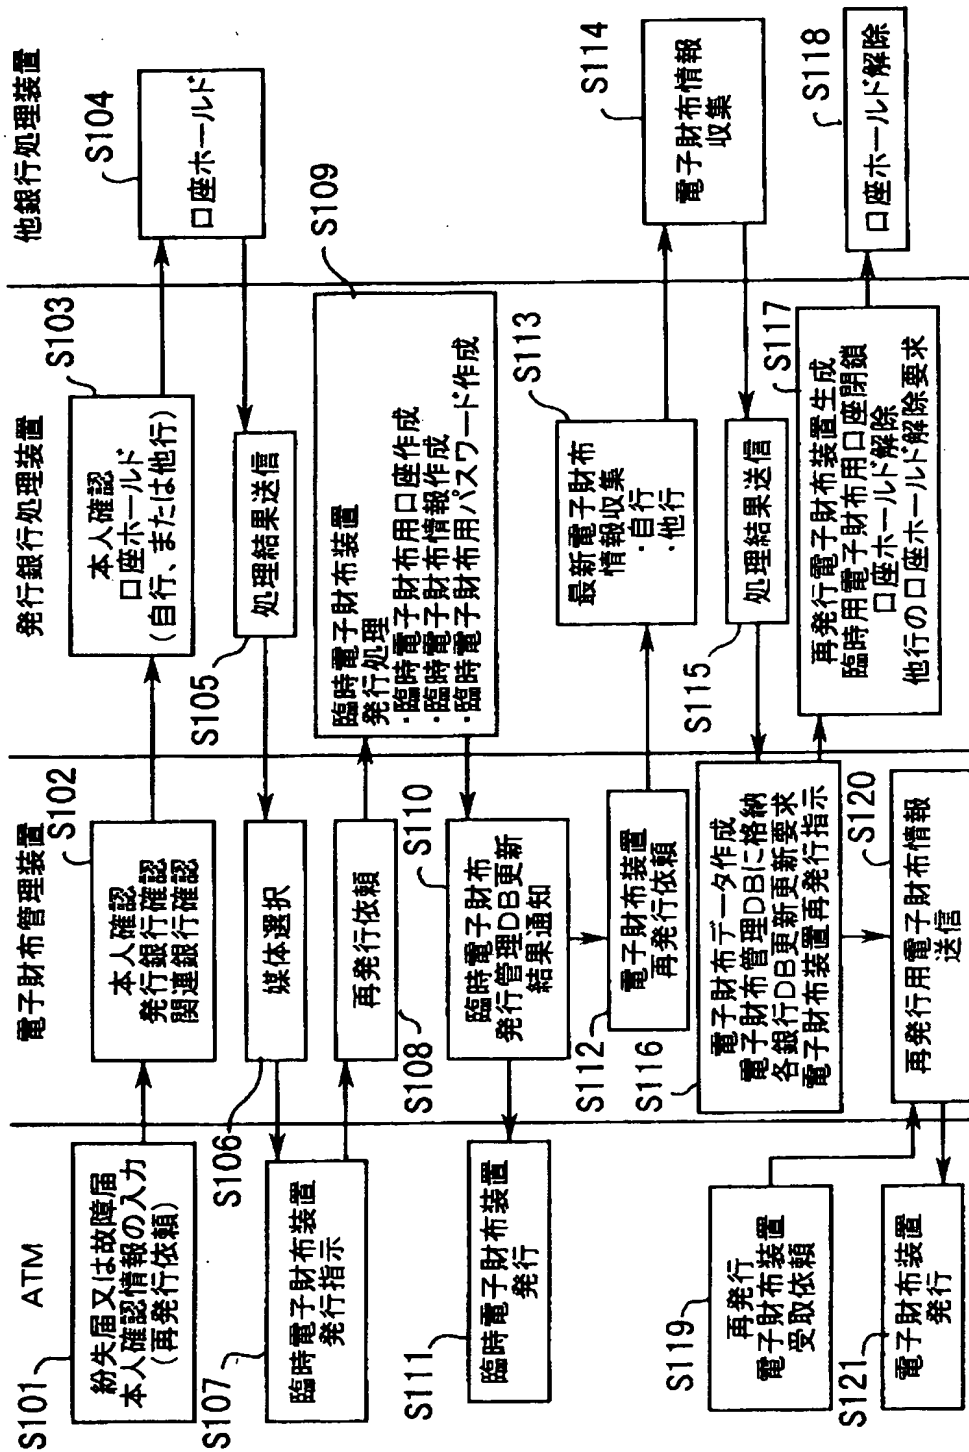 ATM
電子財布管理装置
発行銀行処理装置
他銀行処理装置
S101
紛失届又は故障届
本人確認情報の入力
(再発行依頼)
S102
本人確認
発行銀行確認
関連銀行確認
S103
本人確認
口座ホールド
(自行、または他行)
S104
口座ホールド
S105
処理結果送信
S106
媒体選択
S107
臨時電子財布装置
発行指示
S108
再発行依頼
S109
臨時電子財布装置
発行処理
・臨時電子財布用口座作成
・臨時電子財布情報作成
・臨時電子財布用パスワード作成
S110
臨時電子財布
発行管理DB更新
結果通知
S111
臨時電子財布装置
発行
S112
電子財布装置
再発行依頼
S113
最新電子財布
情報収集
・自行
・他行
S114
電子財布情報
収集
S115
処理結果送信
S116
電子財布データ作成
電子財布管理DBに格納
各銀行DB更新更新要求
電子財布装置再発行指示
S117
再発行電子財布装置生成
臨時用電子財布用口座閉鎖
口座ホールド解除
他行の口座ホールド解除要求
S118
口座ホールド解除
S119
再発行
電子財布装置
受取依頼
S120
再発行用電子財布情報
送信
S121
電子財布装置
発行